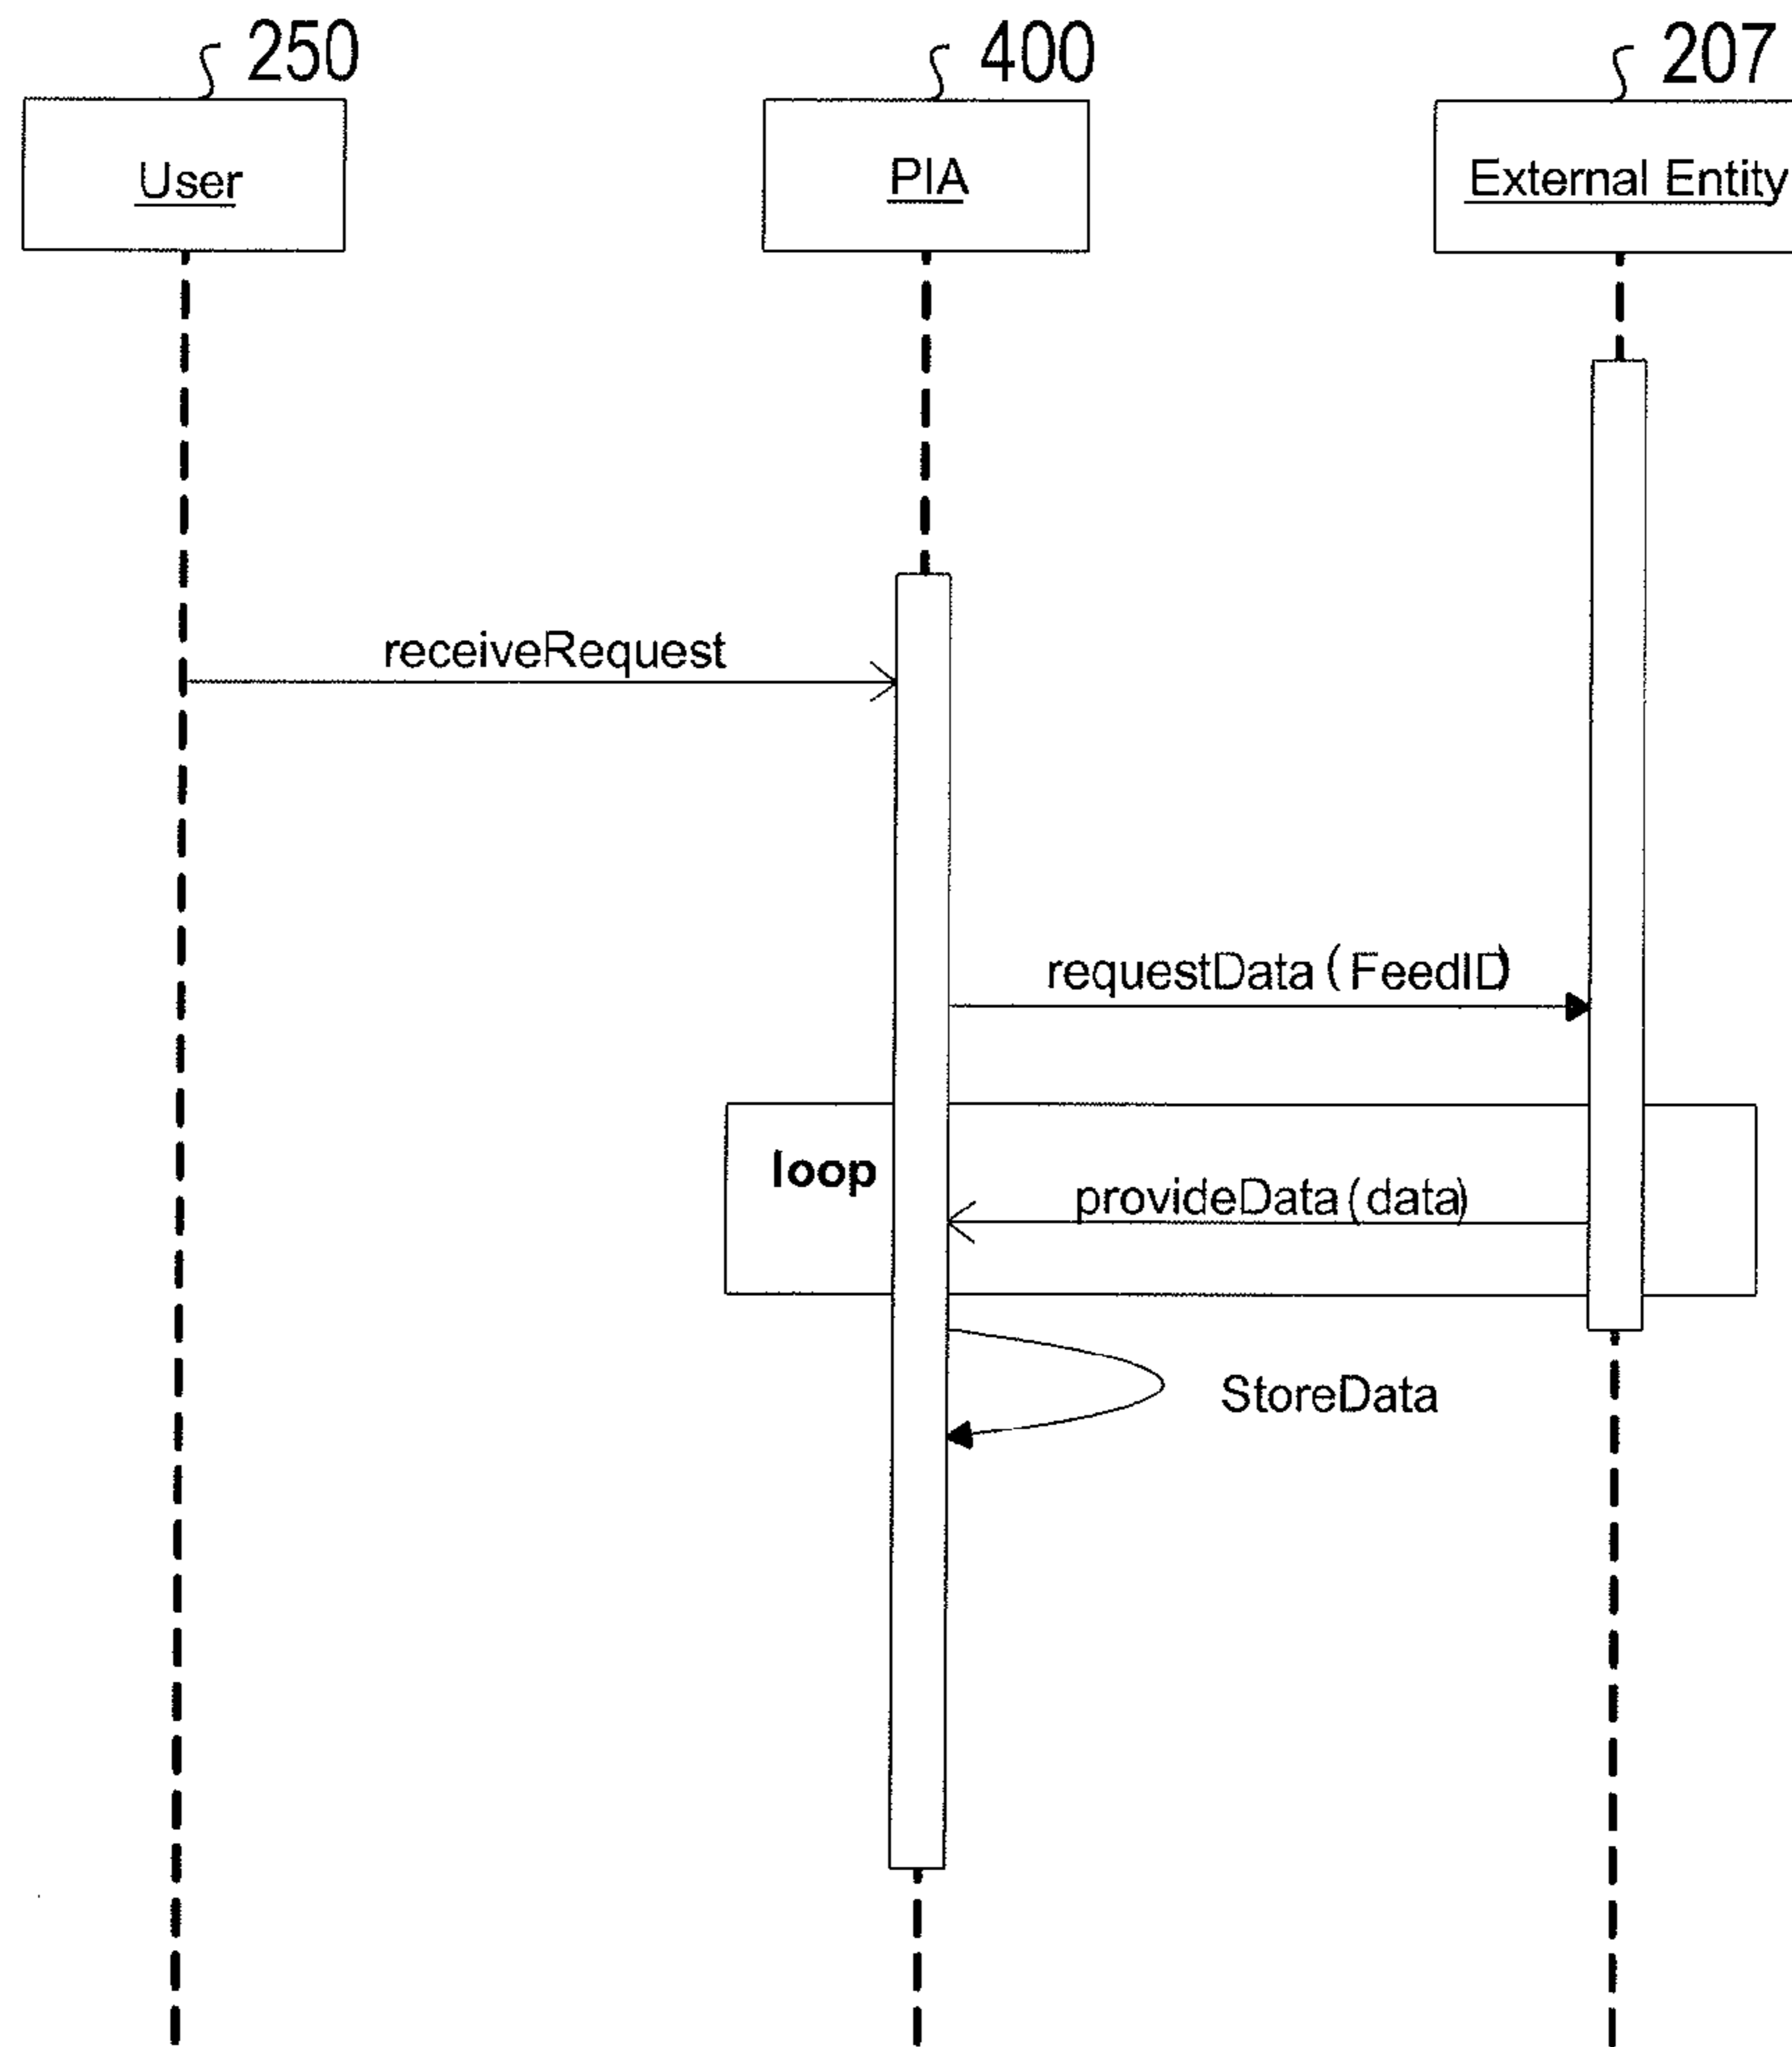 250
400
207
User
PIA
External Entity
receiveRequest
requestData (FeedID)
loop
provideData (data)
StoreData